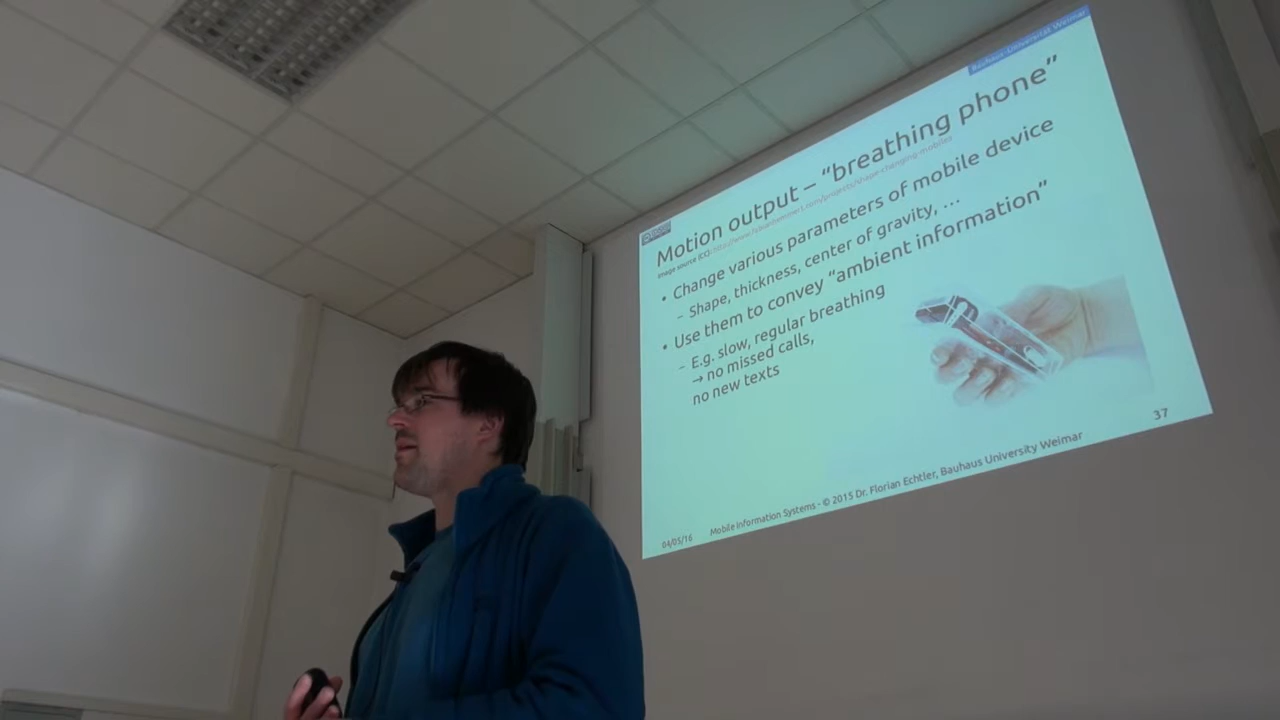 Bauhaus-Universität Weimar
Motion output – “breathing phone”
Image source (CC):
• Change various parameters of mobile device
– Shape, thickness, center of gravity, ...
• Use them to convey “ambient information”
– E.g. slow, regular breathing
→ no missed calls,
no new texts
37
04/05/16 Mobile Information Systems - © 2015 Dr. Florian Echtler, Bauhaus University Weimar